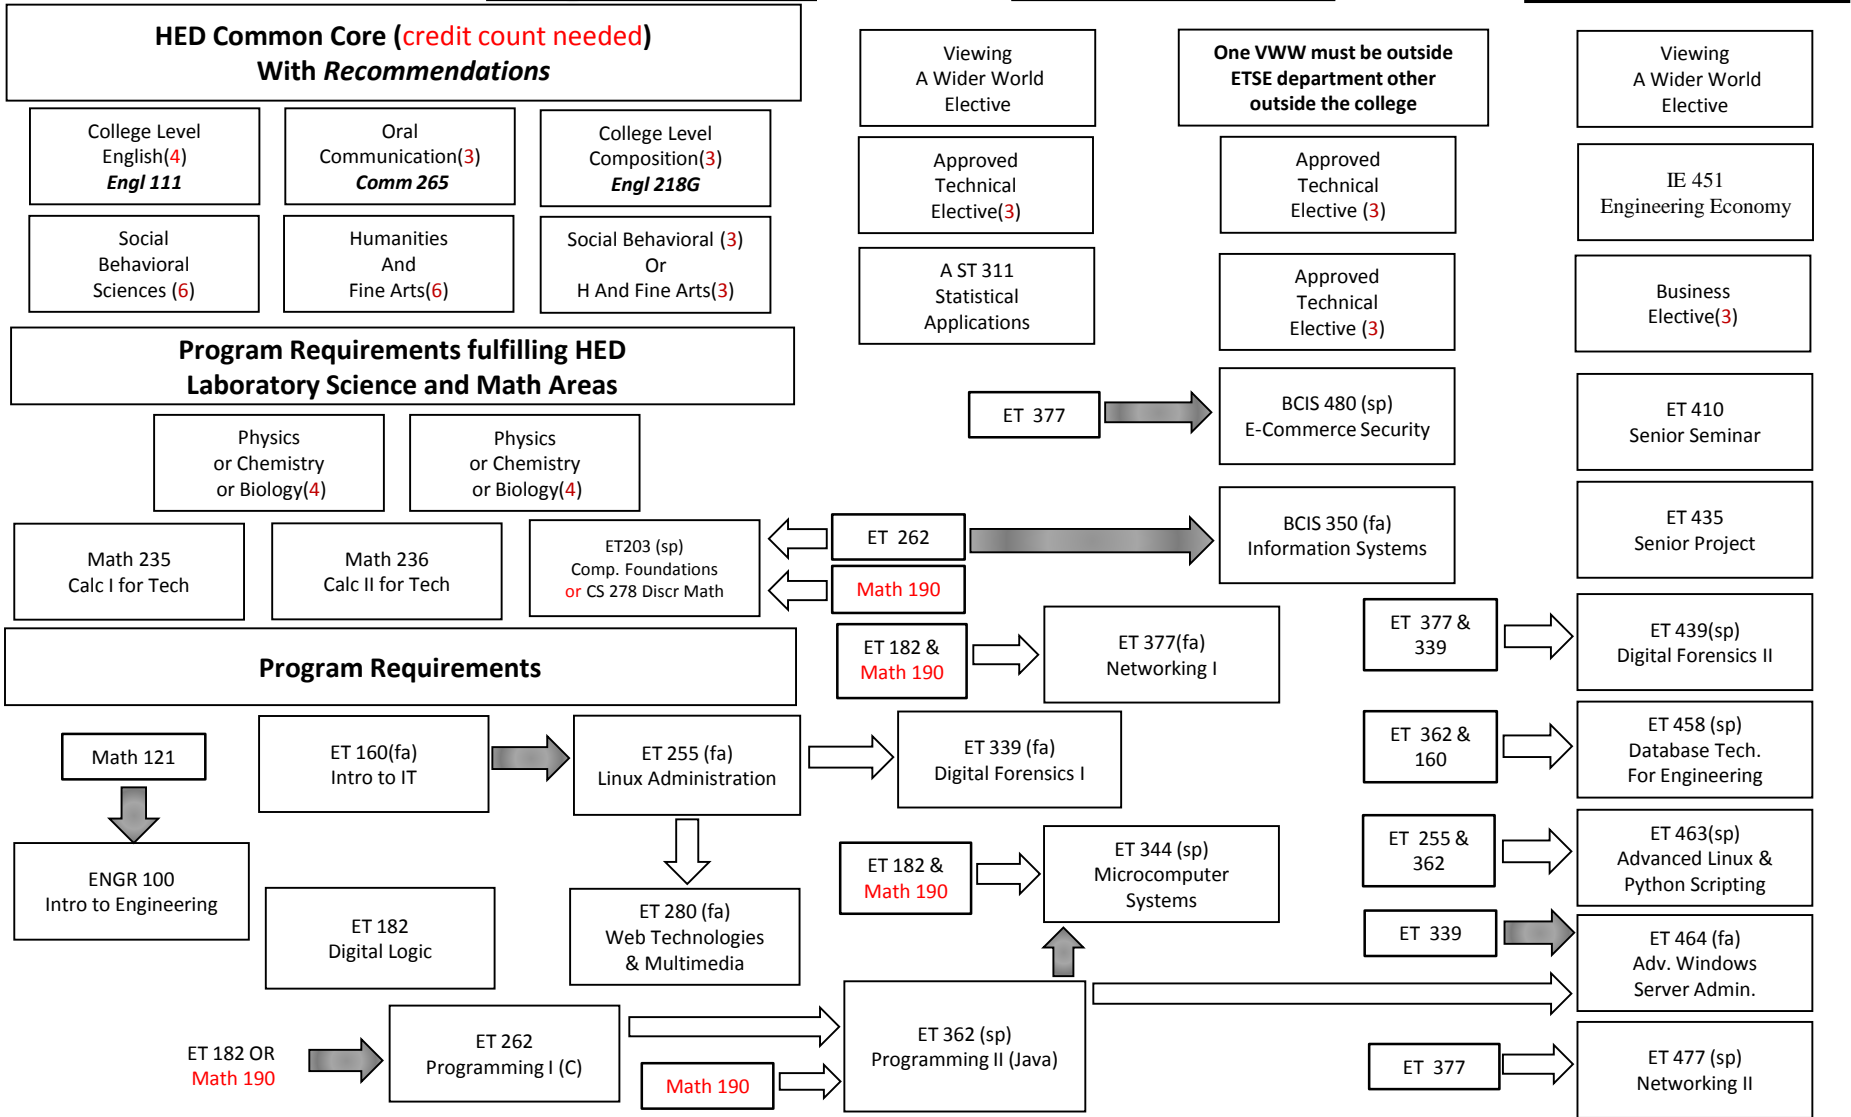 HED Common Core (credit count needed)
With Recommendations
College Level
English(4)
Engl 111
Oral
Communication(3)
Comm 265
College Level
Composition(3)
Engl 218G
Social
Behavioral
Sciences (6)
Humanities
And
Fine Arts(6)
Social Behavioral (3)
Or
H And Fine Arts(3)
Program Requirements fulfilling HED
Laboratory Science and Math Areas
Physics
or Chemistry
or Biology(4)
Physics
or Chemistry
or Biology(4)
Math 235
Calc I for Tech
Math 236
Calc II for Tech
ET203 (sp)
Comp. Foundations
or CS 278 Discr Math
ET 262
Math 190
Program Requirements
Math 121
ENGR 100
Intro to Engineering
ET 160(fa)
Intro to IT
ET 255 (fa)
Linux Administration
ET 339 (fa)
Digital Forensics I
ET 182
Digital Logic
ET 280 (fa)
Web Technologies
& Multimedia
ET 182 OR
Math 190
ET 262
Programming I (C)
Math 190
ET 362 (sp)
Programming II (Java)
Viewing
A Wider World
Elective
Approved
Technical
Elective(3)
A ST 311
Statistical
Applications
ET 377
ET 182 &
Math 190
ET 377(fa)
Networking I
ET 182 &
Math 190
ET 344 (sp)
Microcomputer
Systems
One VWW must be outside
ETSE department other
outside the college
Approved
Technical
Elective (3)
Approved
Technical
Elective (3)
BCIS 480 (sp)
E-Commerce Security
BCIS 350 (fa)
Information Systems
Viewing
A Wider World
Elective
IE 451
Engineering Economy
Business
Elective(3)
ET 410
Senior Seminar
ET 435
Senior Project
ET 377 &
339
ET 439(sp)
Digital Forensics II
ET 362 &
160
ET 458 (sp)
Database Tech.
For Engineering
ET 255 &
362
ET 463(sp)
Advanced Linux &
Python Scripting
ET 339
ET 464 (fa)
Adv. Windows
Server Admin.
ET 377
ET 477 (sp)
Networking II